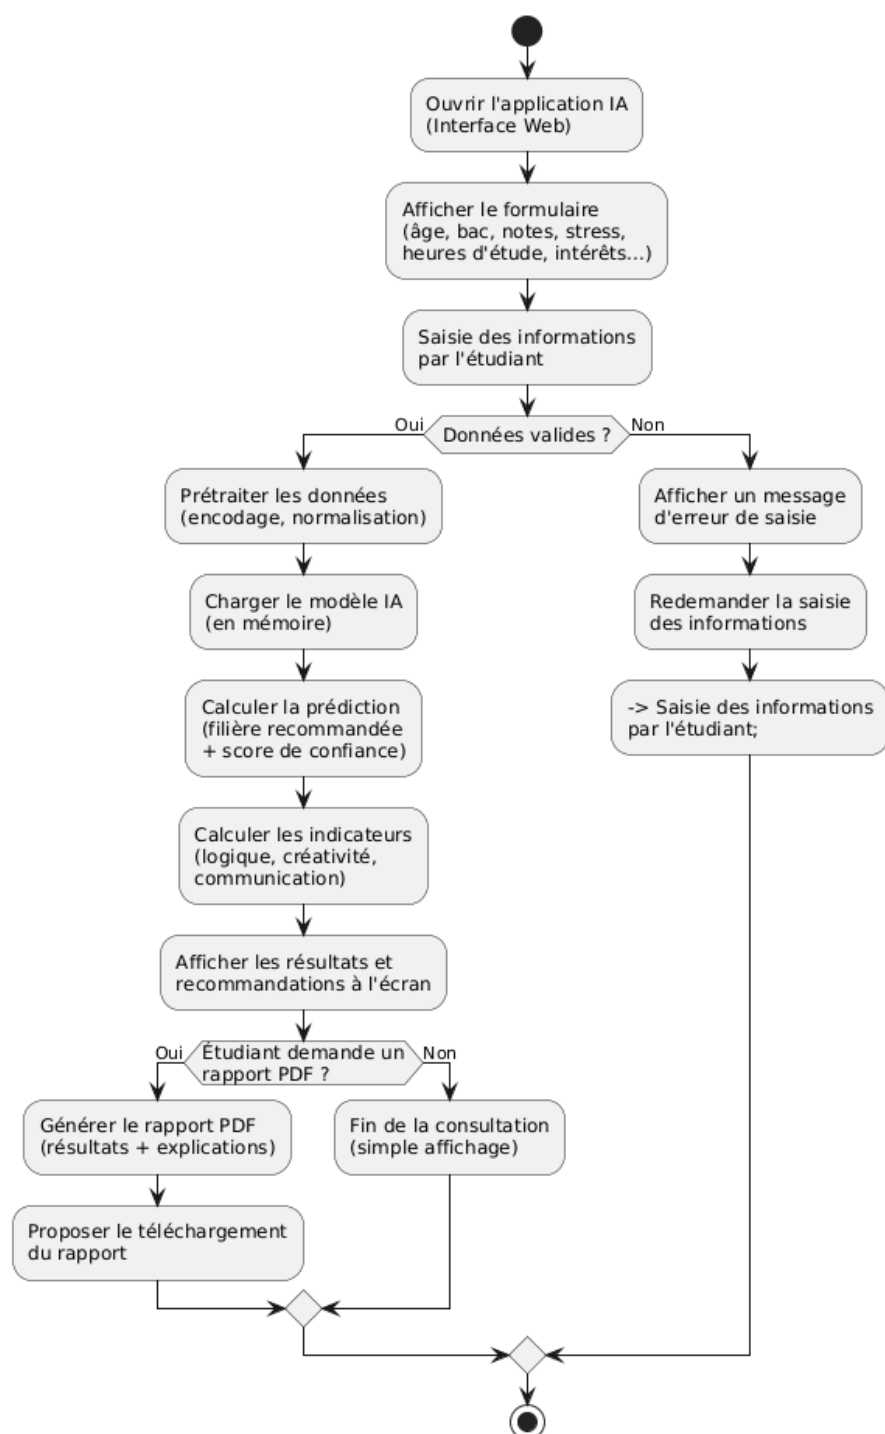 Ouvrir l'application IA
(Interface Web)
Afficher le formulaire
(âge, bac, notes, stress,
heures d'étude, intérêts...)
Saisie des informations
par l'étudiant
Oui
Données valides ?
Non
Prétraiter les données
(encodage, normalisation)
Afficher un message
d'erreur de saisie
Charger le modèle IA
(en mémoire)
Redemander la saisie
des informations
Calculer la prédiction
(filière recommandée
+ score de confiance)
-> Saisie des informations
par l'étudiant;
Calculer les indicateurs
(logique, créativité,
communication)
Afficher les résultats et
recommandations à l'écran
Oui
Étudiant demande un
rapport PDF ?
Non
Générer le rapport PDF
(résultats + explications)
Fin de la consultation
(simple affichage)
Proposer le téléchargement
du rapport